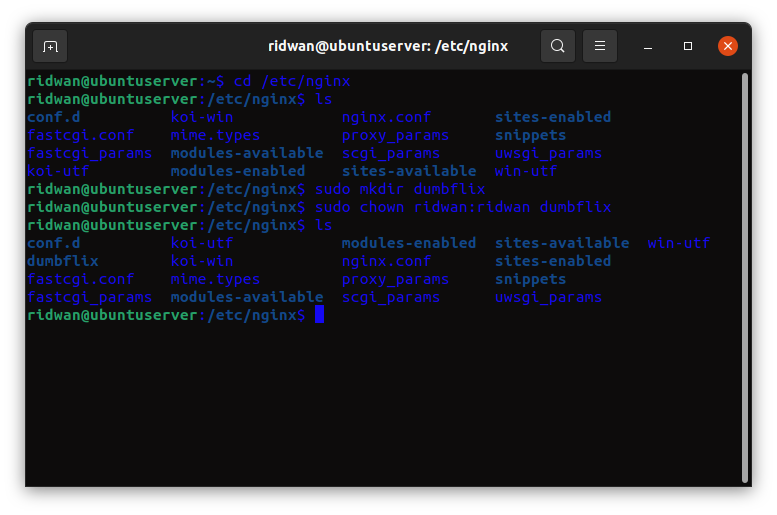 ridwan@ubuntuserver: /etc/nginx
ridwan@ubuntuserver:~$ cd /etc/nginx
ridwan@ubuntuserver:/etc/nginx$ ls
conf.d koi-win nginx.conf sites-enabled
fastcgi.conf mime.types proxy_params snippets
fastcgi_params modules-available scgi_params uwsgi_params
koi-utf modules-enabled sites-available win-utf
ridwan@ubuntuserver:/etc/nginx$ sudo mkdir dumbflix
ridwan@ubuntuserver:/etc/nginx$ sudo chown ridwan:ridwan dumbflix
ridwan@ubuntuserver:/etc/nginx$ ls
conf.d koi-utf modules-enabled sites-available win-utf
dumbflix koi-win nginx.conf sites-enabled
fastcgi.conf mime.types proxy_params snippets
fastcgi_params modules-available scgi_params uwsgi_params
ridwan@ubuntuserver:/etc/nginx$